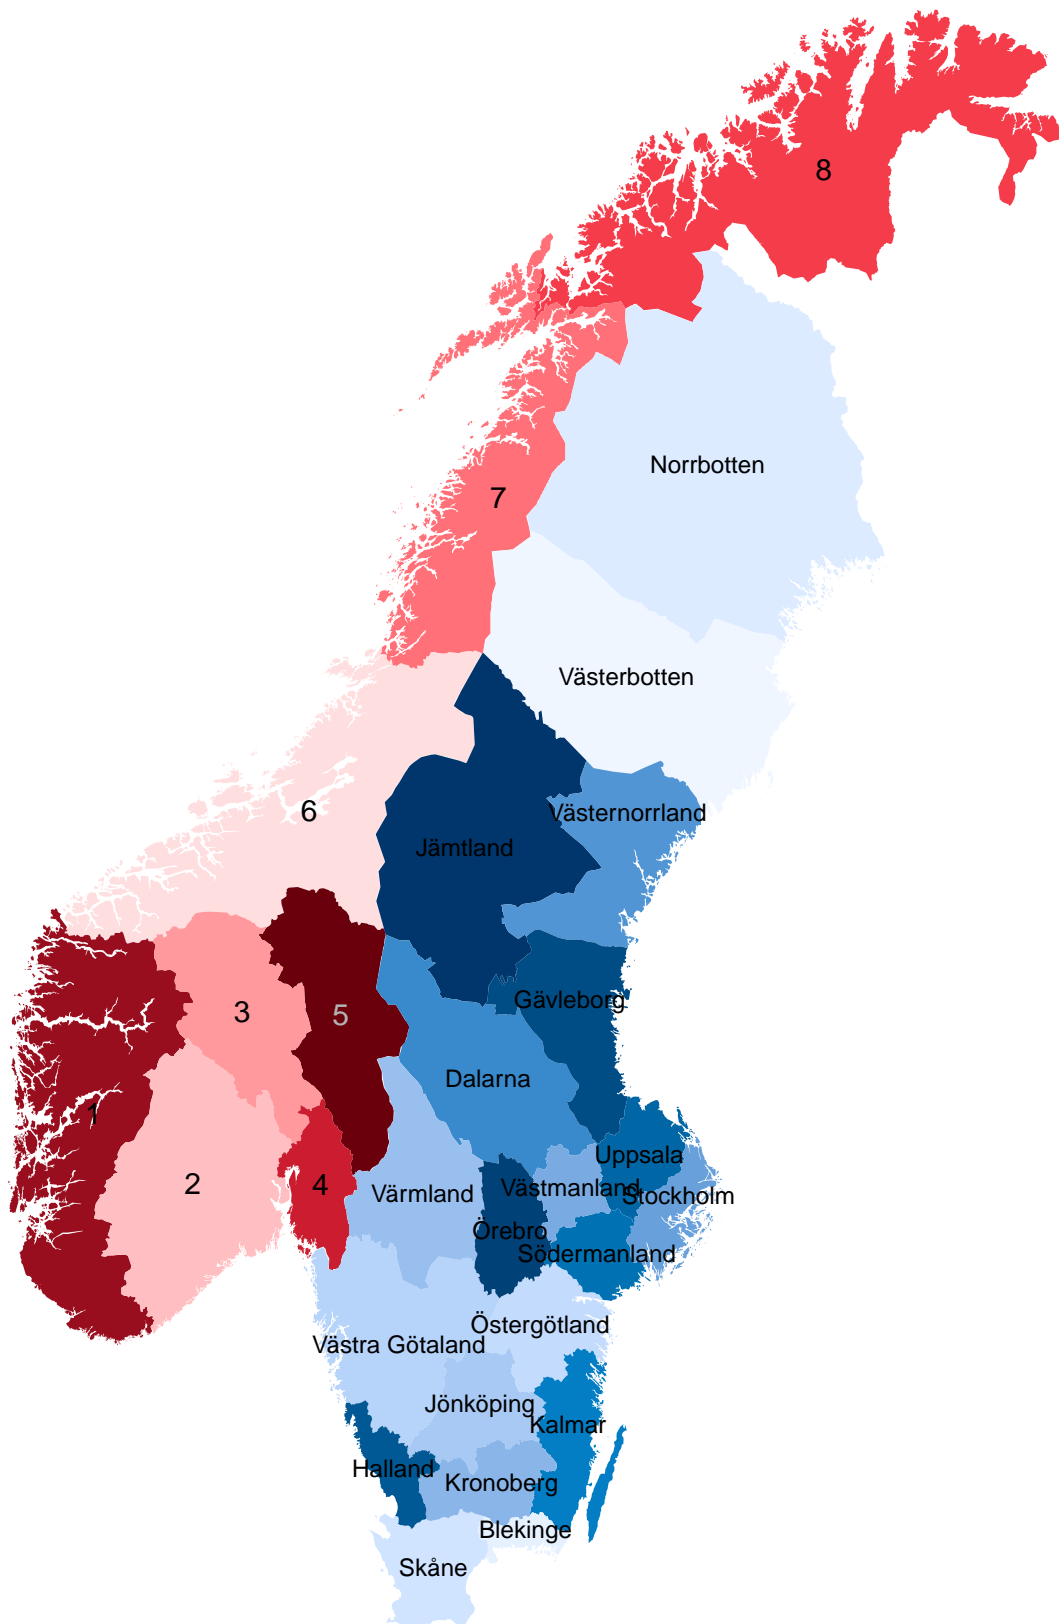 8
Norrbotten
7
Västerbotten
6
Västernorrland
Jämtland
Gävleborg
3
5
Dalarna
1
Uppsala
2
4
Värmland
Västmanland
Stockholm
Örebro
Södermanland
Östergötland
Västra Götaland
Jönköping
Kalmar
Halland
Kronoberg
Blekinge
Skåne